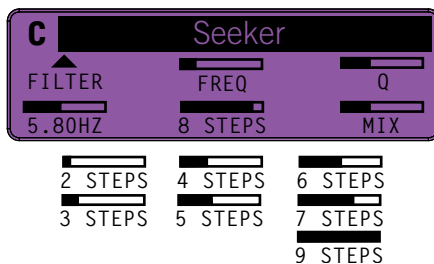 C Seeker
FILTER FREQ Q
5.80HZ 8 STEPS MIX
2 STEPS 4 STEPS 6 STEPS
3 STEPS 5 STEPS 7 STEPS
9 STEPS